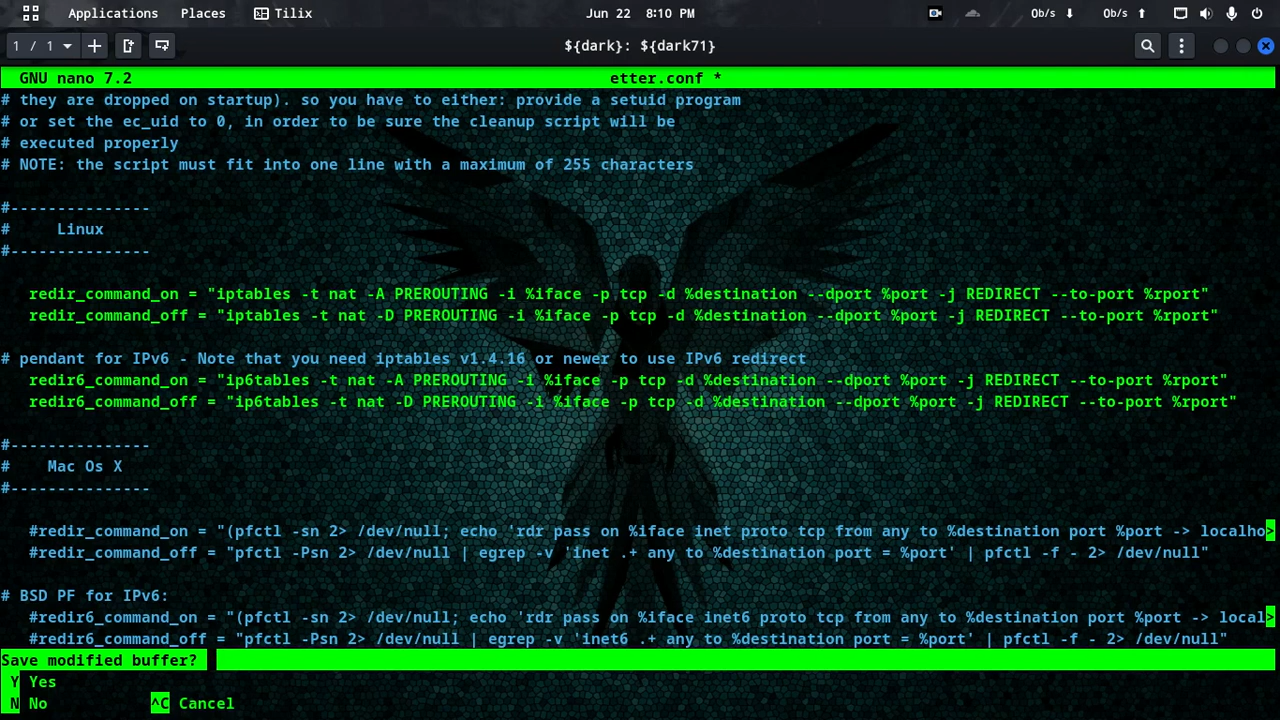 Applications Places Tilix Jun 22 8:10 PM 0b/s 0b/s
1 / 1 ${dark}: ${dark71}
GNU nano 7.2 etter.conf *
# they are dropped on startup). so you have to either: provide a setuid program
# or set the ec_uid to 0, in order to be sure the cleanup script will be
# executed properly
# NOTE: the script must fit into one line with a maximum of 255 characters
#---------------
# Linux
#---------------
redir_command_on = "iptables -t nat -A PREROUTING -i %iface -p tcp -d %destination --dport %port -j REDIRECT --to-port %rport"
redir_command_off = "iptables -t nat -D PREROUTING -i %iface -p tcp -d %destination --dport %port -j REDIRECT --to-port %rport"
# pendant for IPv6 - Note that you need iptables v1.4.16 or newer to use IPv6 redirect
redir6_command_on = "ip6tables -t nat -A PREROUTING -i %iface -p tcp -d %destination --dport %port -j REDIRECT --to-port %rport"
redir6_command_off = "ip6tables -t nat -D PREROUTING -i %iface -p tcp -d %destination --dport %port -j REDIRECT --to-port %rport"
#---------------
# Mac Os X
#---------------
#redir_command_on = "(pfctl -sn 2> /dev/null; echo 'rdr pass on %iface inet proto tcp from any to %destination port %port -> localho>
#redir_command_off = "pfctl -Psn 2> /dev/null | egrep -v 'inet .+ any to %destination port = %port' | pfctl -f - 2> /dev/null"
# BSD PF for IPv6:
#redir6_command_on = "(pfctl -sn 2> /dev/null; echo 'rdr pass on %iface inet6 proto tcp from any to %destination port %port -> local>
#redir6_command_off = "pfctl -Psn 2> /dev/null | egrep -v 'inet6 .+ any to %destination port = %port' | pfctl -f - 2> /dev/null"
Save modified buffer?
Y Yes
N No ^C Cancel